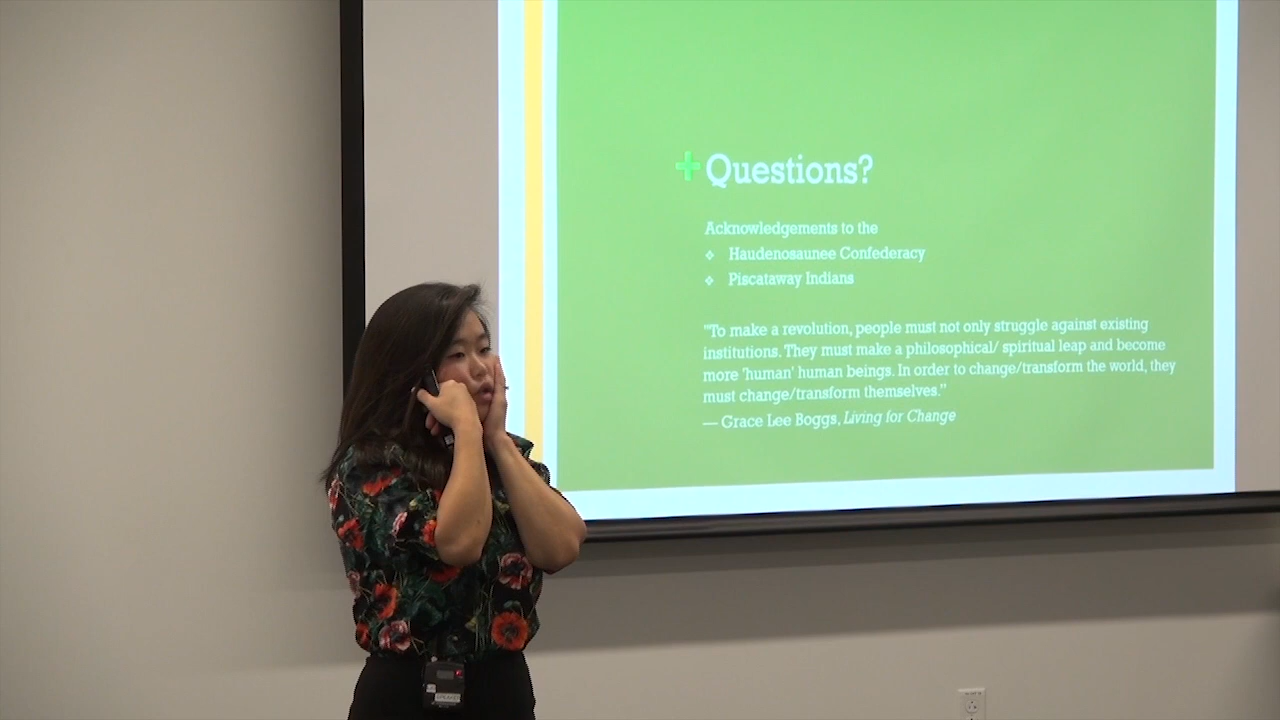 Questions?
Acknowledgements to the
❖ Haudenosaunee Confederacy
❖ Piscataway Indians
"To make a revolution, people must not only struggle against existing
institutions. They must make a philosophical/ spiritual leap and become
more 'human' human beings. In order to change/transform the world, they
must change/transform themselves."
— Grace Lee Boggs, Living for Change
SPEAKER